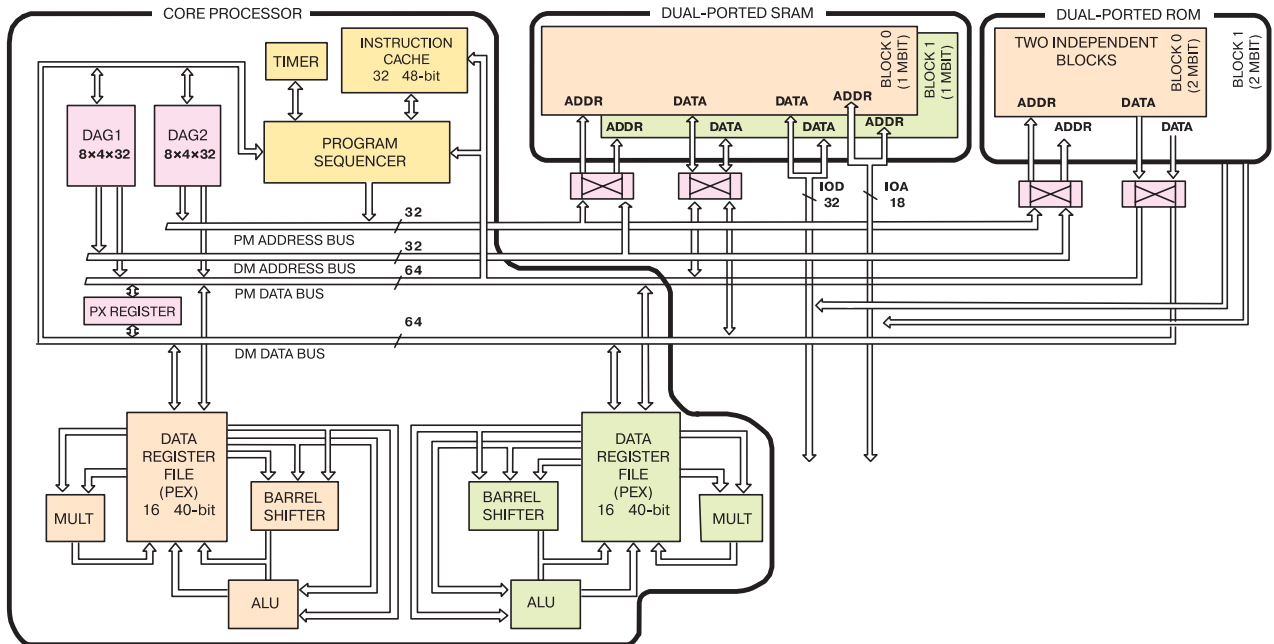 CORE PROCESSOR
DUAL-PORTED SRAM
DUAL-PORTED ROM
TIMER
INSTRUCTION
CACHE
32 48-bit
BLOCK 0
(1 MBIT)
BLOCK 1
(1 MBIT)
TWO INDEPENDENT
BLOCKS
BLOCK 0
(2 MBIT)
BLOCK 1
(2 MBIT)
ADDR
DATA
DATA
ADDR
ADDR
DATA
DATA
ADDR
ADDR
DATA
ADDR
DATA
DAG1
8×4×32
DAG2
8×4×32
PROGRAM
SEQUENCER
IOD
32
IOA
18
32
PM ADDRESS BUS
32
DM ADDRESS BUS
64
PM DATA BUS
PX REGISTER
64
DM DATA BUS
DATA
REGISTER
FILE
(PEX)
16 40-bit
MULT
BARREL
SHIFTER
ALU
BARREL
SHIFTER
DATA
REGISTER
FILE
(PEX)
16 40-bit
MULT
ALU